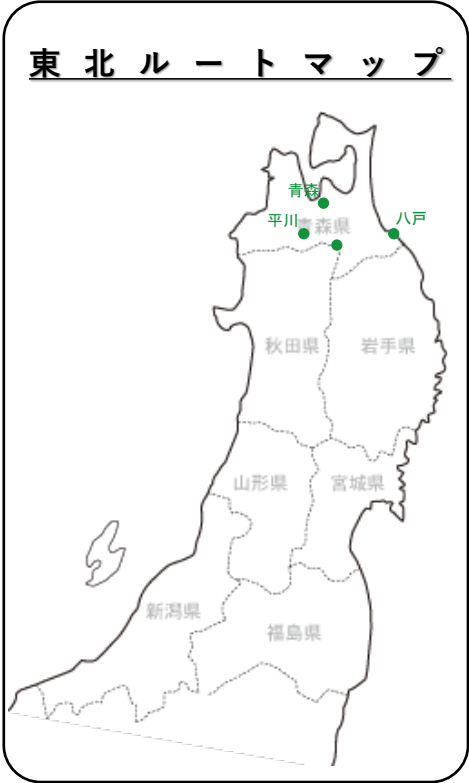 東北ルートマップ
青森
平川
八戸
青森県
秋田県
岩手県
山形県
宮城県
新潟県
福島県